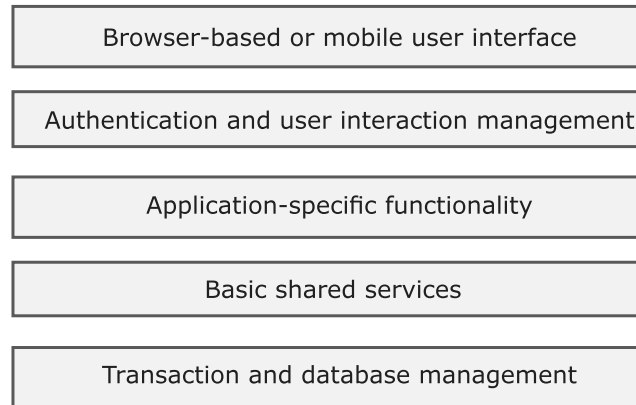 Browser-based or mobile user interface
Authentication and user interaction management
Application-specific functionality
Basic shared services
Transaction and database management